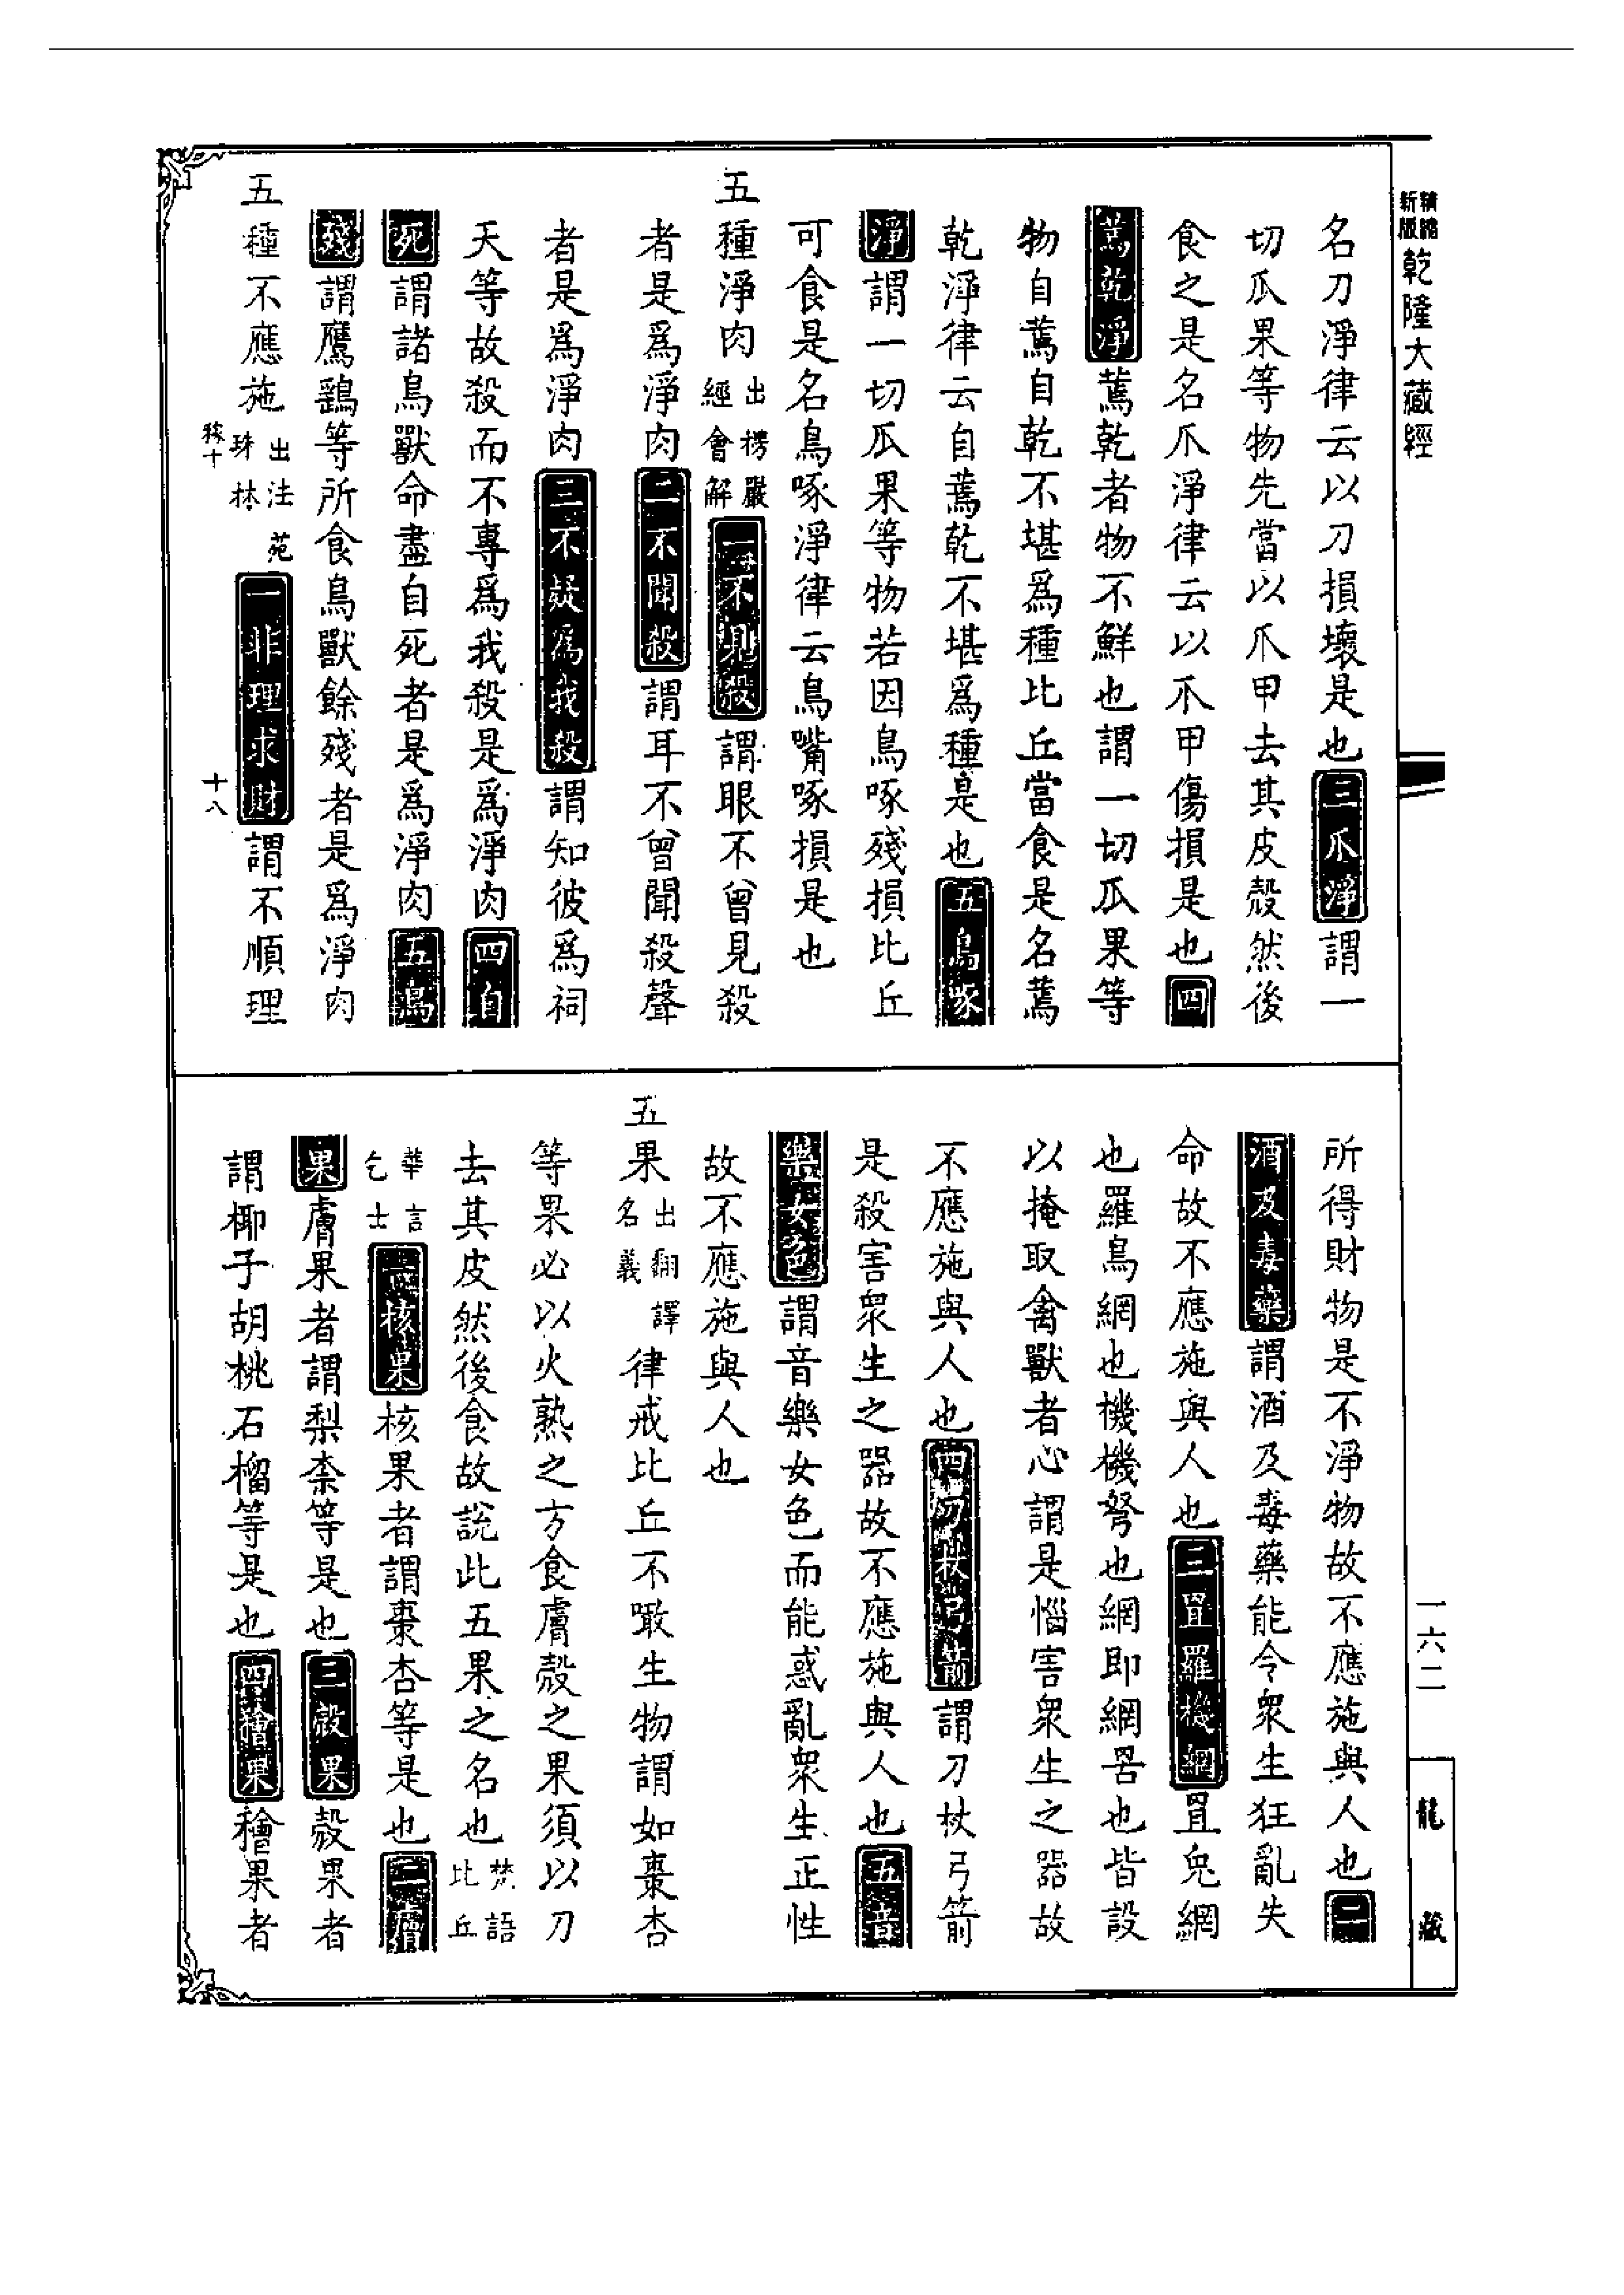 精縮新版乾隆大藏經
名刀淨律云以刀損壞是也三爪淨謂一
切瓜果等物先當以爪甲去其皮殼然後
食之是名爪淨律云以爪甲傷損是也四
蔫乾淨蔫乾者物不鮮也謂一切瓜果等
物自蔫自乾不堪爲種比丘當食是名蔫
乾淨律云自蔫乾不堪爲種是也五鳥啄
淨謂一切瓜果等物若因鳥啄殘損比丘
可食是名鳥啄淨律云鳥嘴啄損是也
五種淨肉出楞嚴經會解一不見殺謂眼不曾見殺
者是爲淨肉二不聞殺謂耳不曾聞殺聲
者是爲淨肉三不疑為我殺謂知彼爲祠
天等故殺而不專爲我殺是爲淨肉四自
死謂諸鳥獸命盡自死者是爲淨肉五鳥
殘謂鷹鷂等所食鳥獸餘殘者是爲淨肉
五種不應施出法苑珠林一非理求財謂不順理
稼十
十八
所得財物是不淨物故不應施與人也二
酒及毒藥謂酒及毒藥能令眾生狂亂失
命故不應施與人也三罝羅機網罝兔網
也羅鳥網也機機弩也網即網罟也皆設
以掩取禽獸者心謂是惱害眾生之器故
不應施與人也四刀杖弓箭謂刀杖弓箭
是殺害眾生之器故不應施與人也五音
樂女色謂音樂女色而能惑亂眾生正性
故不應施與人也
五果出翻譯名義律戒比丘不噉生物謂如棗杏
等果必以火熟之方食膚殼之果須以刀
去其皮然後食故說此五果之名也梵語比丘
華言乞士一核果核果者謂棗杏等是也二膚
果膚果者謂梨柰等是也三殼果殼果者
謂椰子胡桃石榴等是也四䅳果䅳果者
一六二
龍藏